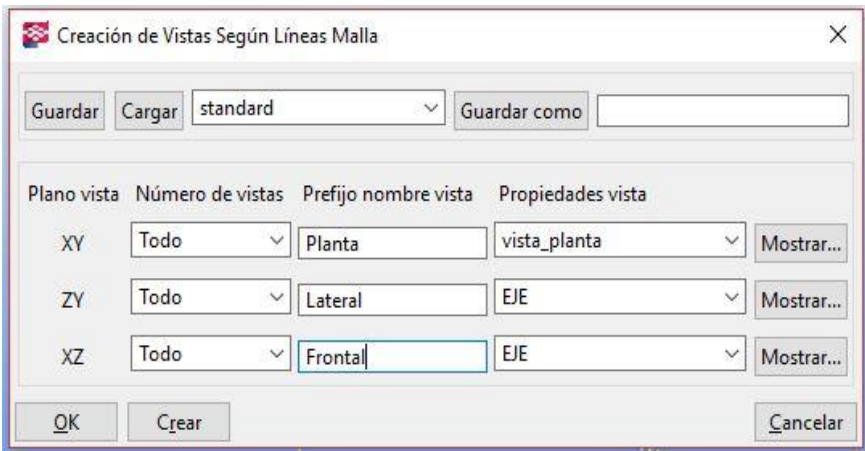 Creación de Vistas Según Líneas Malla
Guardar Cargar standard Guardar como
Plano vista Número de vistas Prefijo nombre vista Propiedades vista
XY Todo Planta vista_planta Mostrar...
ZY Todo Lateral EJE Mostrar...
XZ Todo Frontal EJE Mostrar...
OK Crear Cancelar